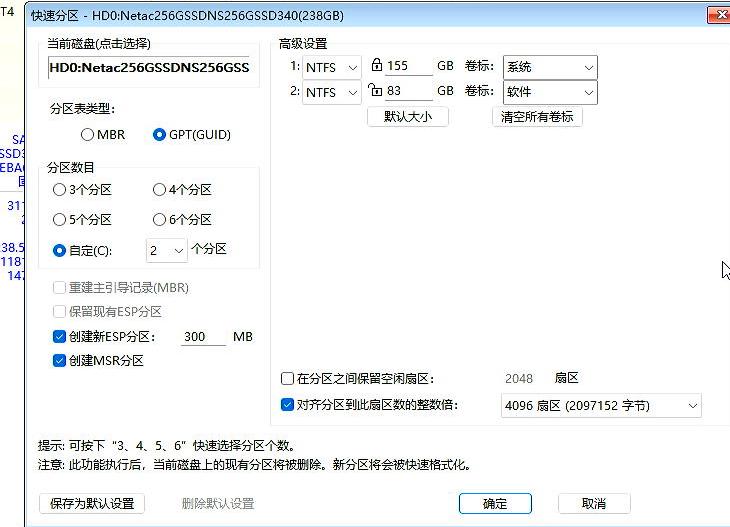 T4
快速分区 - HD0:Netac256GSSDNS256GSSD340(238GB)
当前磁盘(点击选择)
HD0:Netac256GSSDNS256GSS
分区表类型：
MBR
GPT(GUID)
分区数目
3个分区
4个分区
5个分区
6个分区
自定(C):
2
个分区
重建主引导记录(MBR)
保留现有ESP分区
创建新ESP分区：
300
MB
创建MSR分区
高级设置
1: NTFS 155 GB 卷标： 系统
2: NTFS 83 GB 卷标： 软件
默认大小
清空所有卷标
在分区之间保留空闲扇区：
2048 扇区
对齐分区到此扇区数的整数倍：
4096 扇区 (2097152 字节)
提示: 可按下“3、4、5、6”快速选择分区个数。
注意: 此功能执行后，当前磁盘上的现有分区将被删除。新分区将会被快速格式化。
保存为默认设置
删除默认设置
确定
取消